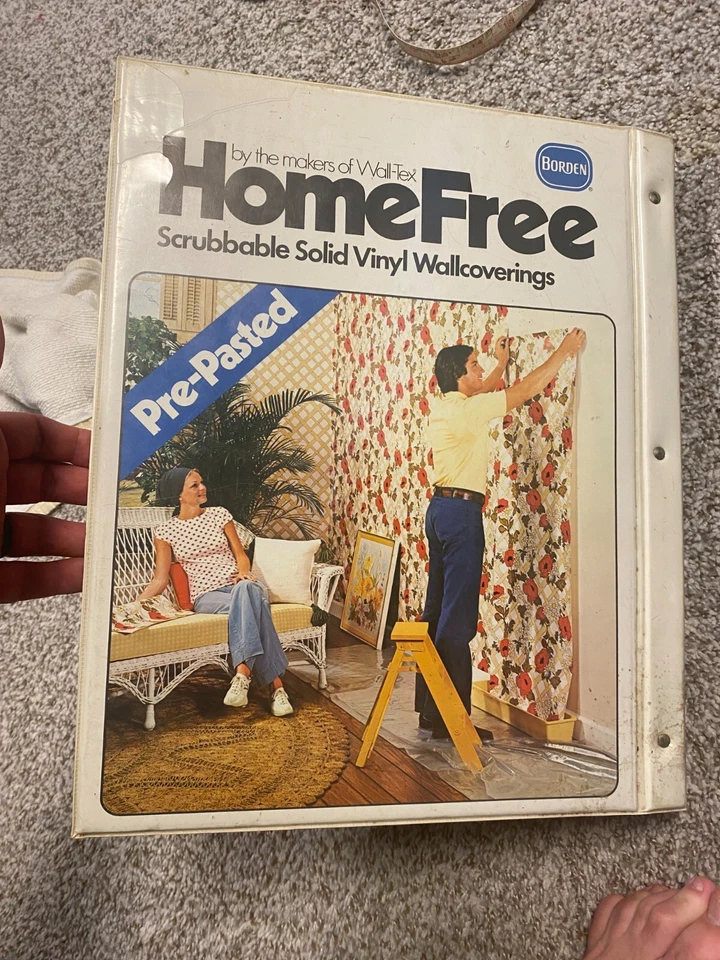 by the makers of Wall-Tex®
BORDEN®
HomeFree
Scrubbable Solid Vinyl Wallcoverings
Pre-Pasted